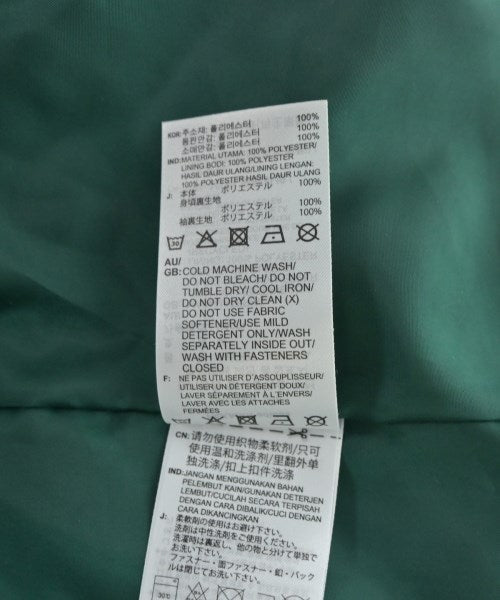 KOR: 주소재: 폴리에스터 100%
몸판안감: 폴리에스터 100%
소매안감: 폴리에스터 100%
IND: MATERIAL UTAMA: 100% POLYESTER/
LINING BODI: 100% POLYESTER
HASIL DAUR ULANG/LINING LENGAN:
100% POLYESTER HASIL DAUR ULANG
J: 本体 ポリエステル 100%
身頃裏生地
ポリエステル 100%
袖裏生地 ポリエステル 100%
30
AU/
GB: COLD MACHINE WASH/
DO NOT BLEACH/ DO NOT
TUMBLE DRY/ COOL IRON/
DO NOT DRY CLEAN (X)
DO NOT USE FABRIC
SOFTENER/USE MILD
DETERGENT ONLY/WASH
SEPARATELY INSIDE OUT/
WASH WITH FASTENERS
CLOSED
F: NE PAS UTILISER D'ASSOUPLISSEUR/
UTILISER UN DÉTERGENT DOUX/
LAVER SÉPAREMENT À L'ENVERS/
LAVER AVEC LES ATTACHES
FERMÉES
CN: 请勿使用织物柔软剂/只可
使用温和洗涤剂/里翻外单
独洗涤/扣上扣件洗涤
IND: JANGAN MENGGUNAKAN BAHAN
PELEMBUT KAIN/GUNAKAN DETERJEN
LEMBUT/CUCILAH SECARA TERPISAH
DENGAN CARA DIBALIK/CUCI DENGAN
CARA DIKANCINGKAN
J: 柔軟剤の使用はお避け下さい。
洗剤は中性洗剤をご使用下さい。
洗濯時は裏返し、他の物と分けて単独で
お洗い下さい。
ファスナー・面ファスナー・釦・バック
ルは閉じてお洗い下さい。
30℃